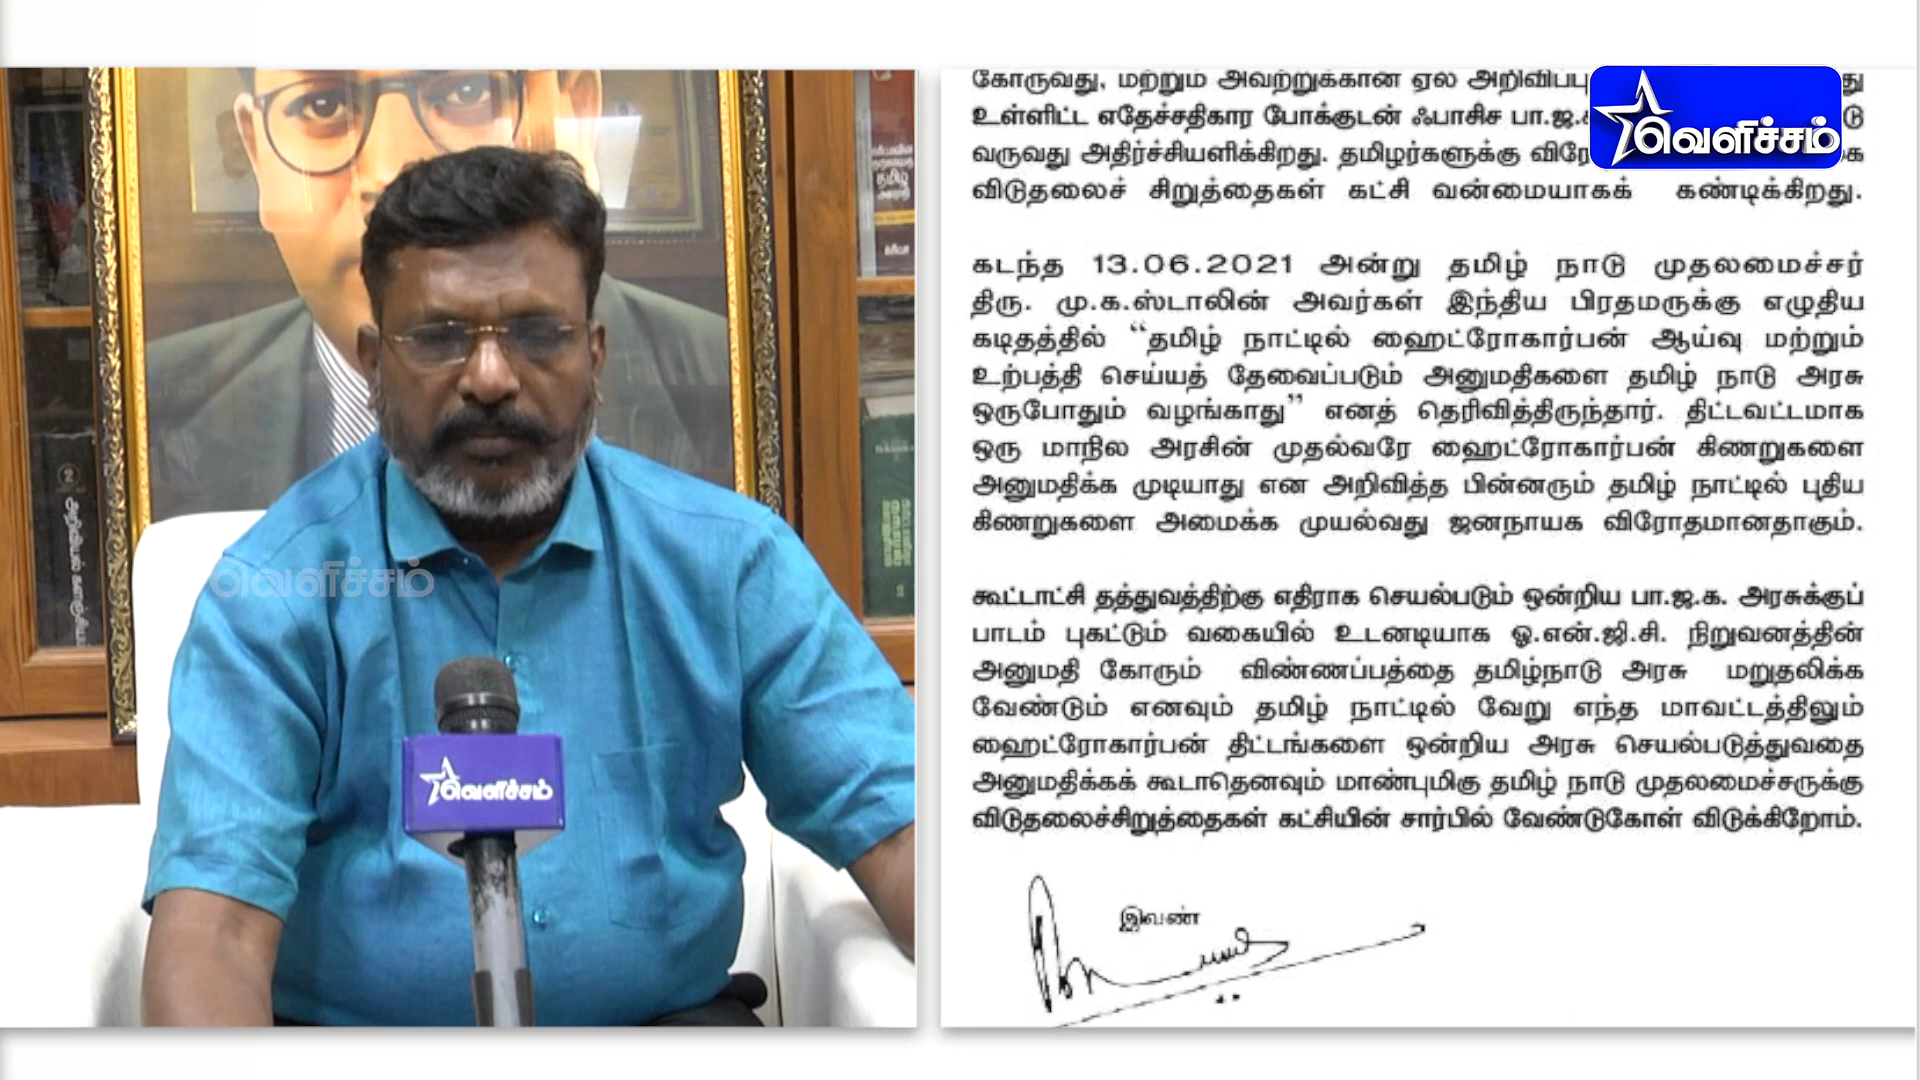 கோருவது, மற்றும் அவற்றுக்கான ஏல அறிவிப்பு
உள்ளிட்ட எதேச்சதிகார போக்குடன் ஃபாசிச பா.ஜ.க
வருவது அதிர்ச்சியளிக்கிறது. தமிழர்களுக்கு
விடுதலைச் சிறுத்தைகள் கட்சி வன்மையாகக் கண்டிக்கிறது.
கடந்த 13.06.2021 அன்று தமிழ் நாடு முதலமைச்சர்
திரு. மு.க.ஸ்டாலின் அவர்கள் இந்திய பிரதமருக்கு எழுதிய
கடிதத்தில் “தமிழ் நாட்டில் ஹைட்ரோகார்பன் ஆய்வு மற்றும்
உற்பத்தி செய்யத் தேவைப்படும் அனுமதிகளை தமிழ் நாடு அரசு
ஒருபோதும் வழங்காது” எனத் தெரிவித்திருந்தார். திட்டவட்டமாக
ஒரு மாநில அரசின் முதல்வரே ஹைட்ரோகார்பன் கிணறுகளை
அனுமதிக்க முடியாது என அறிவித்த பின்னரும் தமிழ் நாட்டில் புதிய
கிணறுகளை அமைக்க முயல்வது ஜனநாயக விரோதமானதாகும்.
கூட்டாட்சி தத்துவத்திற்கு எதிராக செயல்படும் ஒன்றிய பா.ஜ.க. அரசுக்குப்
பாடம் புகட்டும் வகையில் உடனடியாக ஓ.என்.ஜி.சி. நிறுவனத்தின்
அனுமதி கோரும் விண்ணப்பத்தை தமிழ்நாடு அரசு மறுதலிக்க
வேண்டும் எனவும் தமிழ் நாட்டில் வேறு எந்த மாவட்டத்திலும்
ஹைட்ரோகார்பன் திட்டங்களை ஒன்றிய அரசு செயல்படுத்துவதை
அனுமதிக்கக் கூடாதெனவும் மாண்புமிகு தமிழ் நாடு முதலமைச்சருக்கு
விடுதலைச்சிறுத்தைகள் கட்சியின் சார்பில் வேண்டுகோள் விடுக்கிறோம்.
இவண்
வெளிச்சம்
வெளிச்சம்
வெளிச்சம்